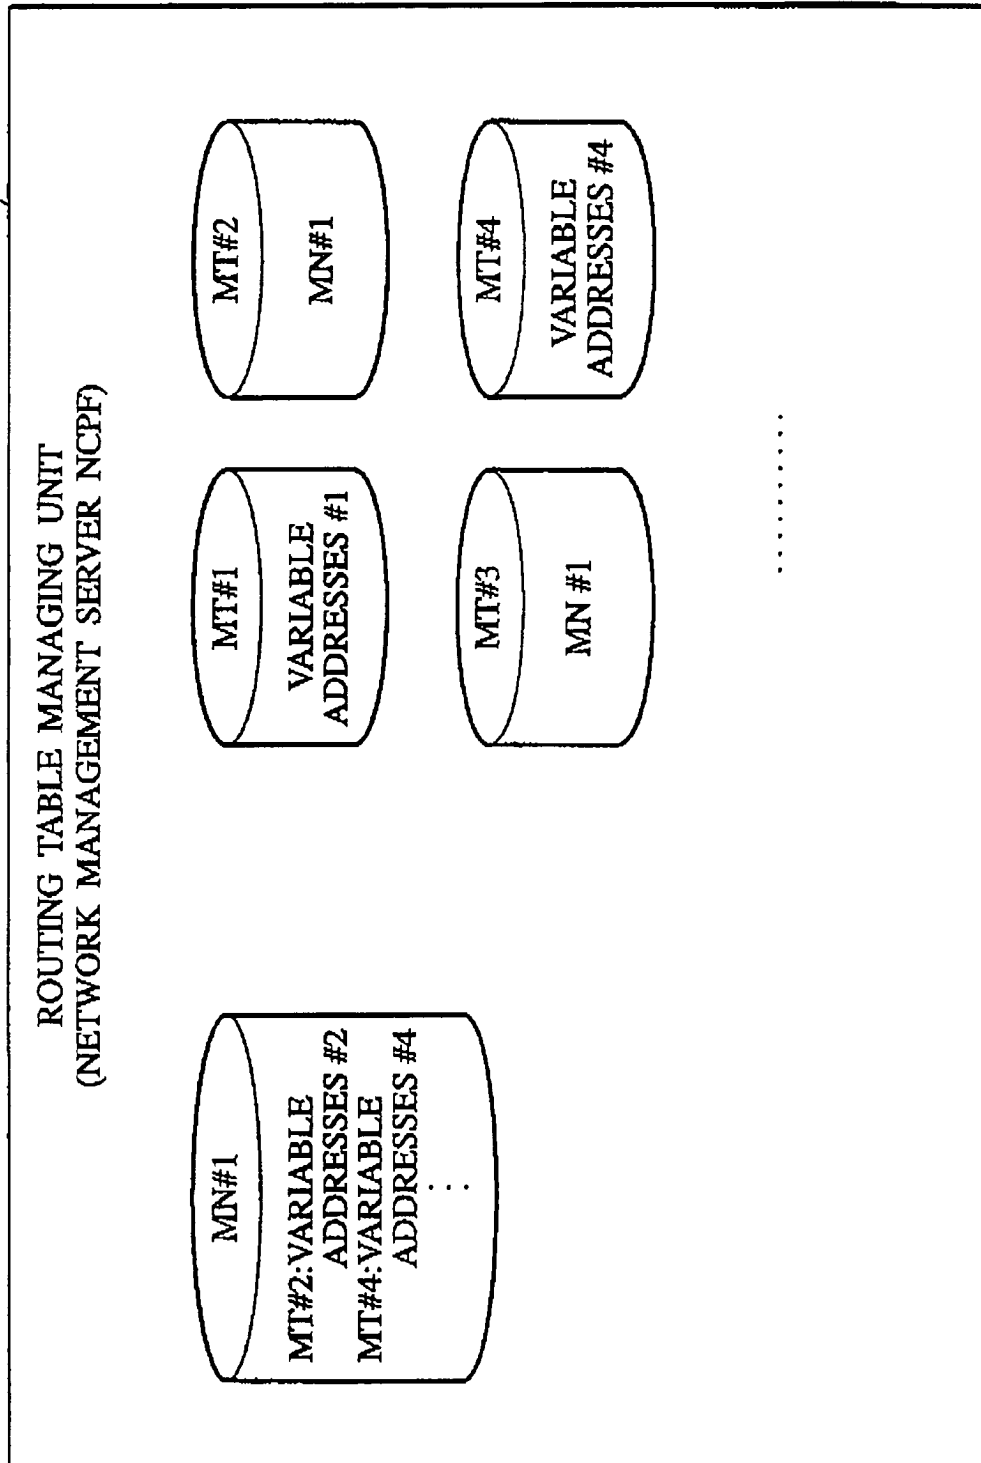 ROUTING TABLE MANAGING UNIT
(NETWORK MANAGEMENT SERVER NCPF)
MN#1
MT#2:VARIABLE
ADDRESSES #2
MT#4:VARIABLE
ADDRESSES #4
...
MT#1
VARIABLE
ADDRESSES #1
MT#2
MN#1
MT#3
MN #1
MT#4
VARIABLE
ADDRESSES #4
..........